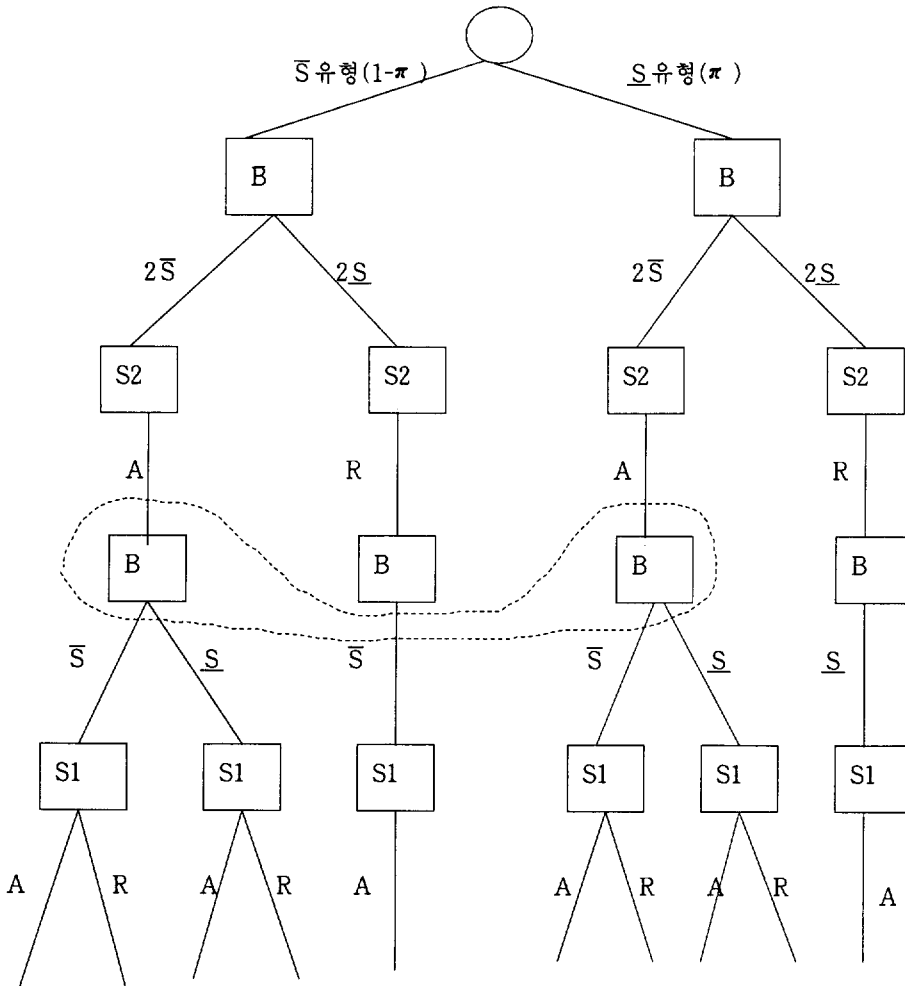 S̅유형(1-π) S̲유형(π)
B B
2S̅ 2S̲ 2S̅ 2S̲
S2 S2 S2 S2
A R A R
B B B B
S̅ S̲ S̅ S̅ S̲ S̲
S1 S1 S1 S1 S1 S1
A R A R A A R A R A